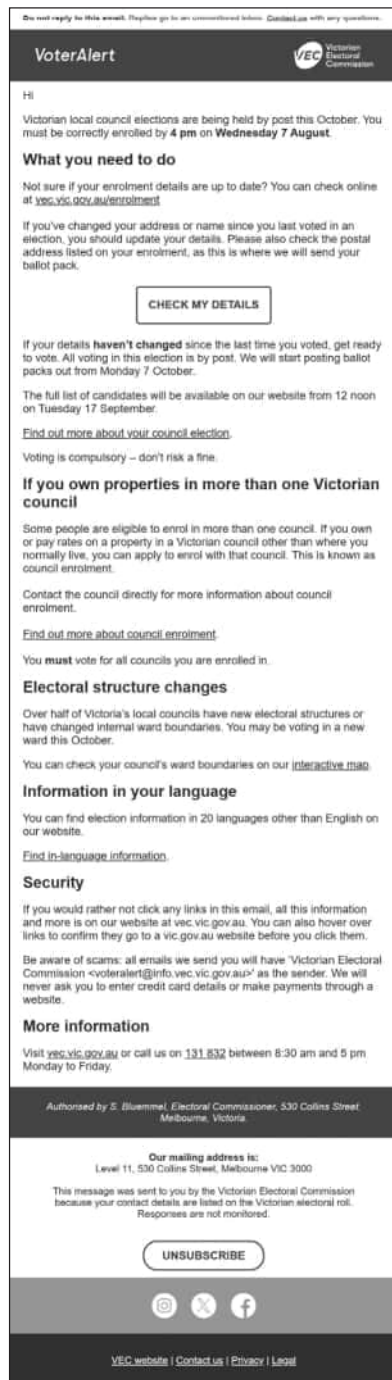 Do not reply to this email. Replies go to an unmonitored inbox. Contact us with any questions.
VoterAlert
VEC
Victorian
Electoral
Commission
Hi
Victorian local council elections are being held by post this October. You
must be correctly enrolled by 4 pm on Wednesday 7 August.
What you need to do
Not sure if your enrolment details are up to date? You can check online
at vec.vic.gov.au/enrolment
If you've changed your address or name since you last voted in an
election, you should update your details. Please also check the postal
address listed on your enrolment, as this is where we will send your
ballot pack.
CHECK MY DETAILS
If your details haven't changed since the last time you voted, get ready
to vote. All voting in this election is by post. We will start posting ballot
packs out from Monday 7 October.
The full list of candidates will be available on our website from 12 noon
on Tuesday 17 September.
Find out more about your council election.
Voting is compulsory – don't risk a fine.
If you own properties in more than one Victorian
council
Some people are eligible to enrol in more than one council. If you own
or pay rates on a property in a Victorian council other than where you
normally live, you can apply to enrol with that council. This is known as
council enrolment.
Contact the council directly for more information about council
enrolment.
Find out more about council enrolment.
You must vote for all councils you are enrolled in.
Electoral structure changes
Over half of Victoria's local councils have new electoral structures or
have changed internal ward boundaries. You may be voting in a new
ward this October.
You can check your council's ward boundaries on our interactive map.
Information in your language
You can find election information in 20 languages other than English on
our website.
Find in-language information.
Security
If you would rather not click any links in this email, all this information
and more is on our website at vec.vic.gov.au. You can also hover over
links to confirm they go to a vic.gov.au website before you click them.
Be aware of scams: all emails we send you will have 'Victorian Electoral
Commission <voteralert@info.vec.vic.gov.au>' as the sender. We will
never ask you to enter credit card details or make payments through a
website.
More information
Visit vec.vic.gov.au or call us on 131 832 between 8:30 am and 5 pm
Monday to Friday.
Authorised by S. Bluemmel, Electoral Commissioner, 530 Collins Street,
Melbourne, Victoria.
Our mailing address is:
Level 11, 530 Collins Street, Melbourne VIC 3000
This message was sent to you by the Victorian Electoral Commission
because your contact details are listed on the Victorian electoral roll.
Responses are not monitored.
UNSUBSCRIBE
VEC website | Contact us | Privacy | Legal